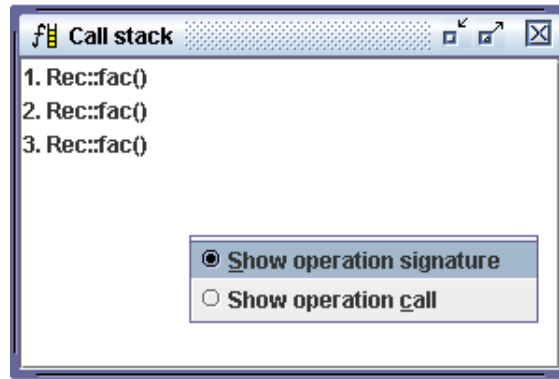 Call stack
1. Rec::fac()
2. Rec::fac()
3. Rec::fac()
Show operation signature
Show operation call